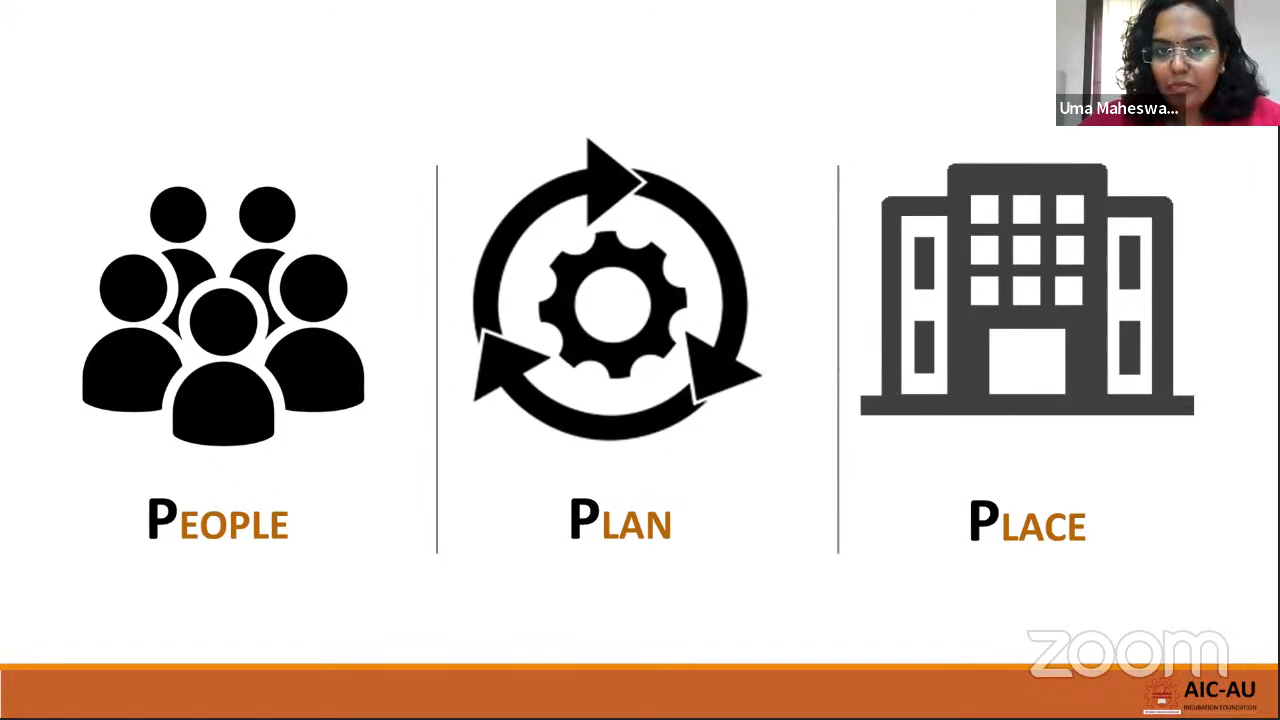 Uma Maheswa...
PEOPLE
PLAN
PLACE
zoom
AIC-AU
INCUBATION FOUNDATION